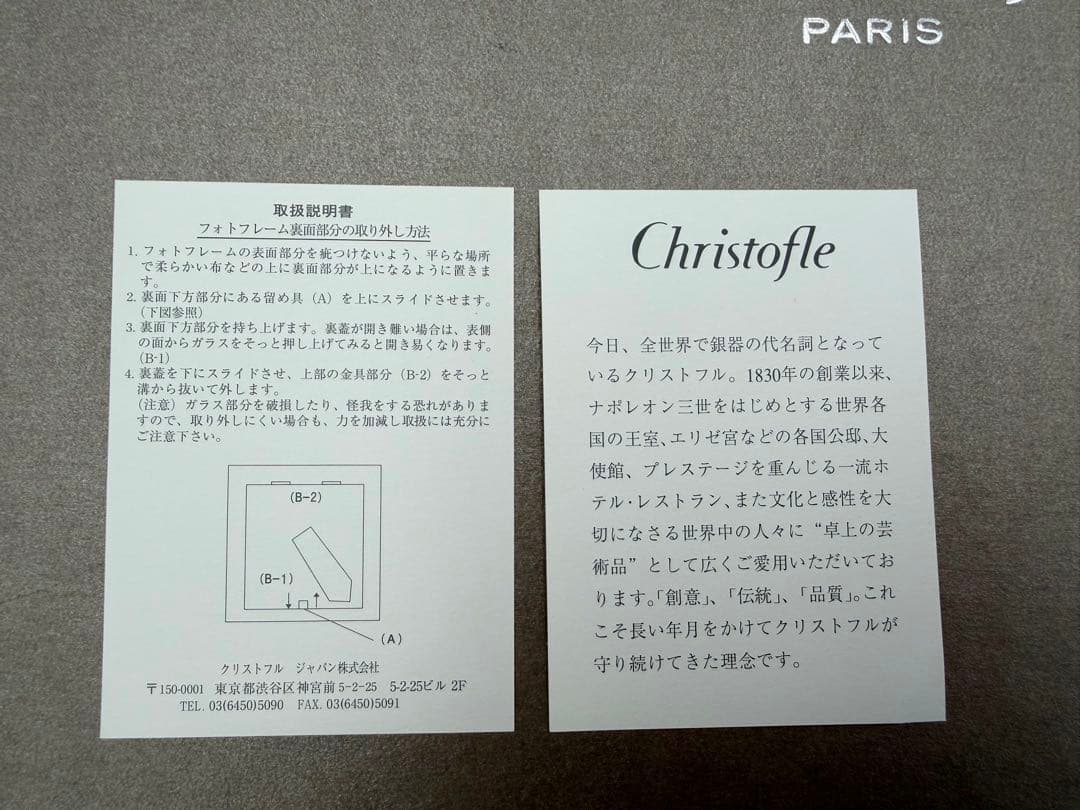 PARIS
取扱説明書
フォトフレーム裏面部分の取り外し方法
1. フォトフレームの表面部分を疵つけないよう、平らな場所
で柔らかい布などの上に裏面部分が上になるように置きま
す。
2. 裏面下方部分にある留め具（A）を上にスライドさせます。
（下図参照）
3. 裏面下方部分を持ち上げます。裏蓋が開き難い場合は、表側
の面からガラスをそっと押し上げてみると開き易くなります。
（B-1）
4. 裏蓋を下にスライドさせ、上部の金具部分（B-2）をそっと
溝から抜いて外します。
（注意）ガラス部分を破損したり、怪我をする恐れがありま
すので、取り外しにくい場合も、力を加減し取扱には充分に
ご注意下さい。
（B-2）
（B-1）
（A）
クリストフル ジャパン株式会社
〒150-0001 東京都渋谷区神宮前 5-2-25 5-2-25ビル 2F
TEL. 03(6450)5090 FAX. 03(6450)5091
Christofle
今日、全世界で銀器の代名詞となって
いるクリストフル。1830年の創業以来、
ナポレオン三世をはじめとする世界各
国の王室、エリゼ宮などの各国公邸、大
使館、プレステージを重んじる一流ホ
テル・レストラン、また文化と感性を大
切になさる世界中の人々に“卓上の芸
術品”として広くご愛用いただいてお
ります。「創意」、「伝統」、「品質」。これ
こそ長い年月をかけてクリストフルが
守り続けてきた理念です。